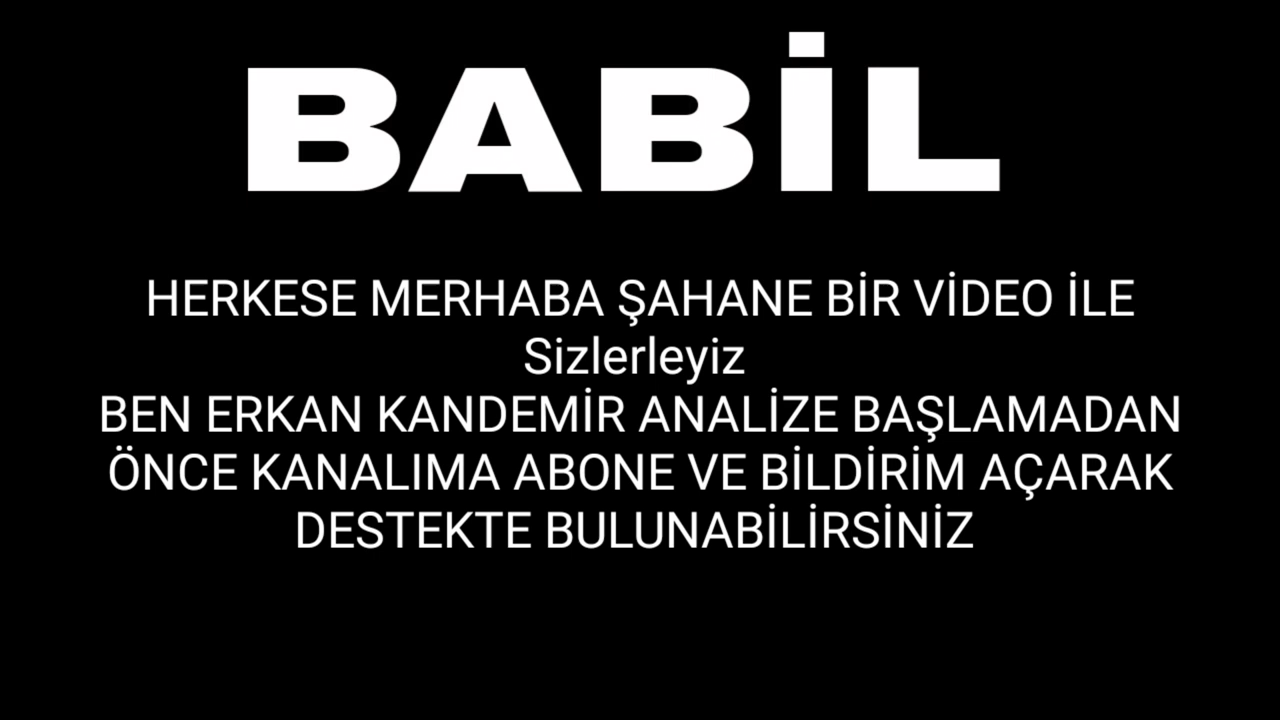 BABİL
HERKESE MERHABA ŞAHANE BİR VİDEO İLE
Sizlerleyiz
BEN ERKAN KANDEMİR ANALİZE BAŞLAMADAN
ÖNCE KANALIMA ABONE VE BİLDİRİM AÇARAK
DESTEKTE BULUNABİLİRSİNİZ